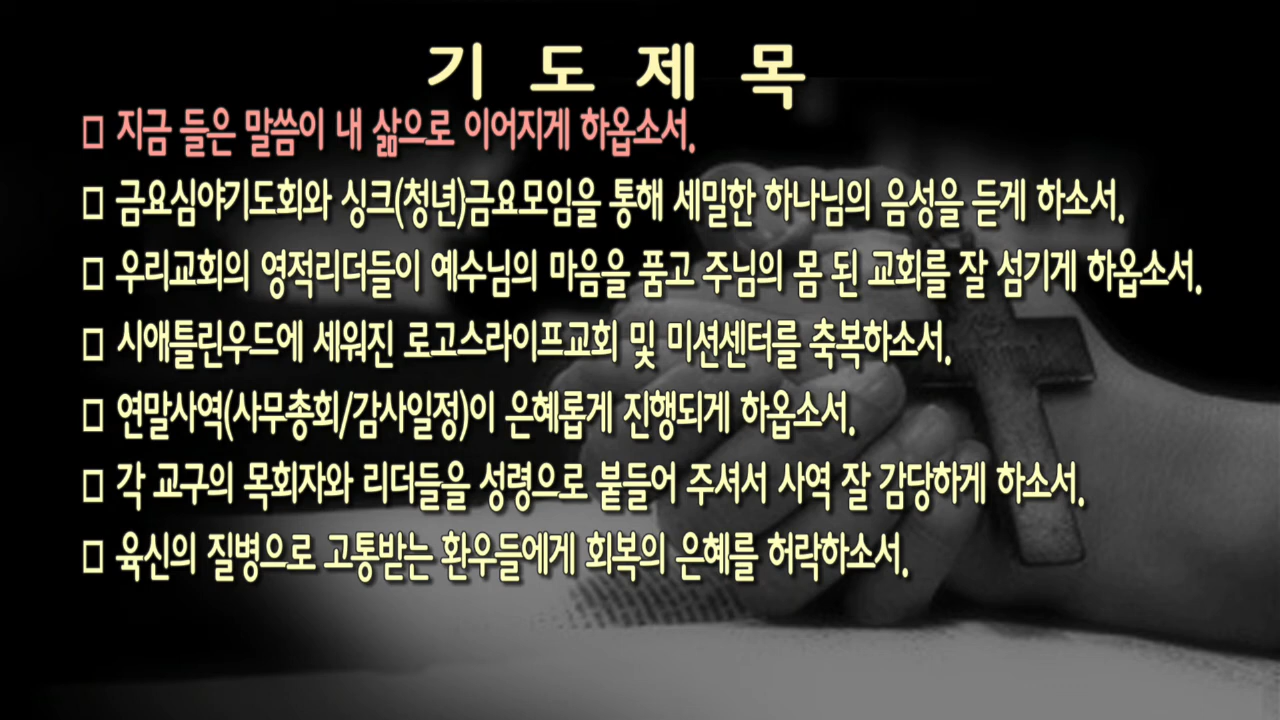 기 도 제 목
□ 지금 들은 말씀이 내 삶으로 이어지게 하옵소서.
□ 금요심야기도회와 싱크(청년)금요모임을 통해 세밀한 하나님의 음성을 듣게 하소서.
□ 우리교회의 영적리더들이 예수님의 마음을 품고 주님의 몸 된 교회를 잘 섬기게 하옵소서.
□ 시애틀린우드에 세워진 로고스라이프교회 및 미션센터를 축복하소서.
□ 연말사역(사무총회/감사일정)이 은혜롭게 진행되게 하옵소서.
□ 각 교구의 목회자와 리더들을 성령으로 붙들어 주셔서 사역 잘 감당하게 하소서.
□ 육신의 질병으로 고통받는 환우들에게 회복의 은혜를 허락하소서.